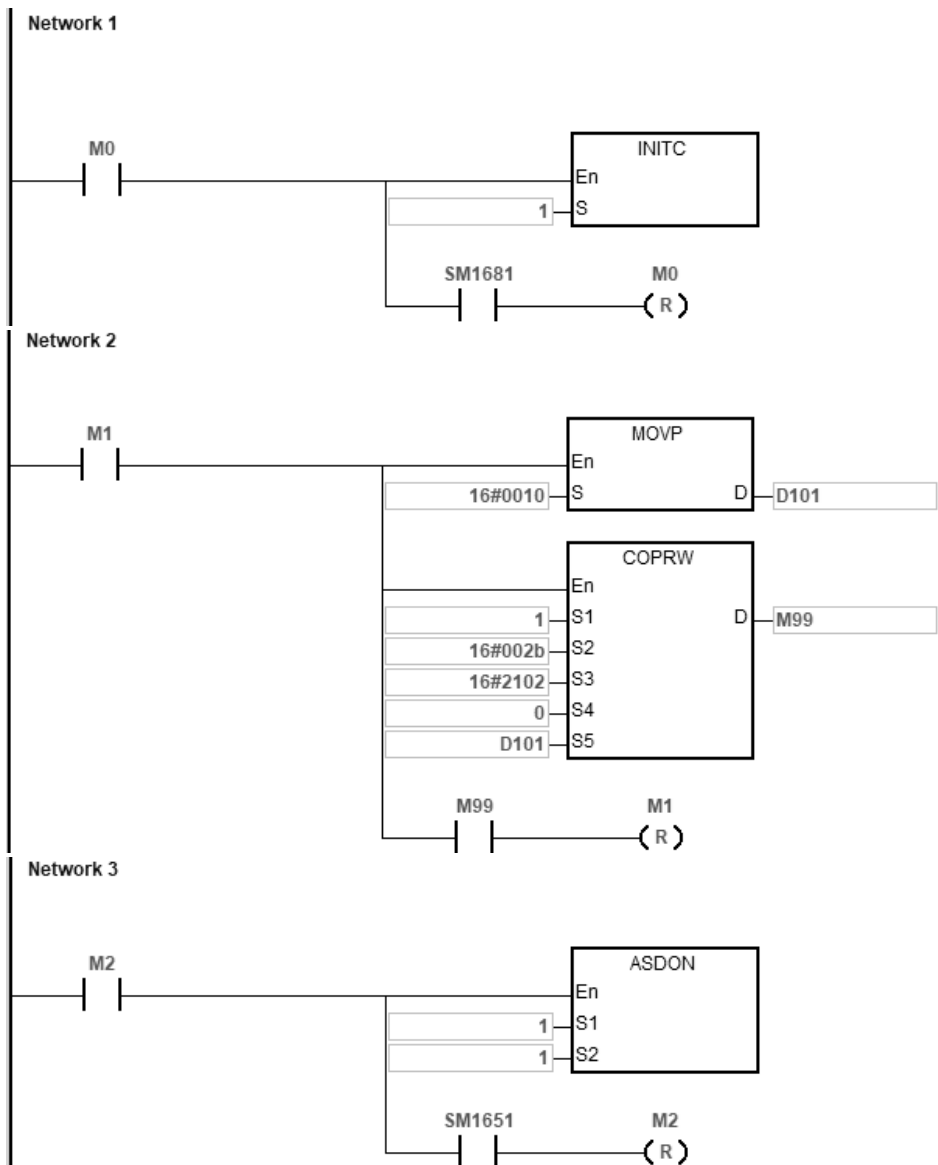 Network 1
M0
INITC
En
1 S
SM1681 M0
R
Network 2
M1
MOVP
En
16#0010 S D D101
COPRW
En
1 S1 D M99
16#002b S2
16#2102 S3
0 S4
D101 S5
M99 M1
R
Network 3
M2
ASDON
En
1 S1
1 S2
SM1651 M2
R